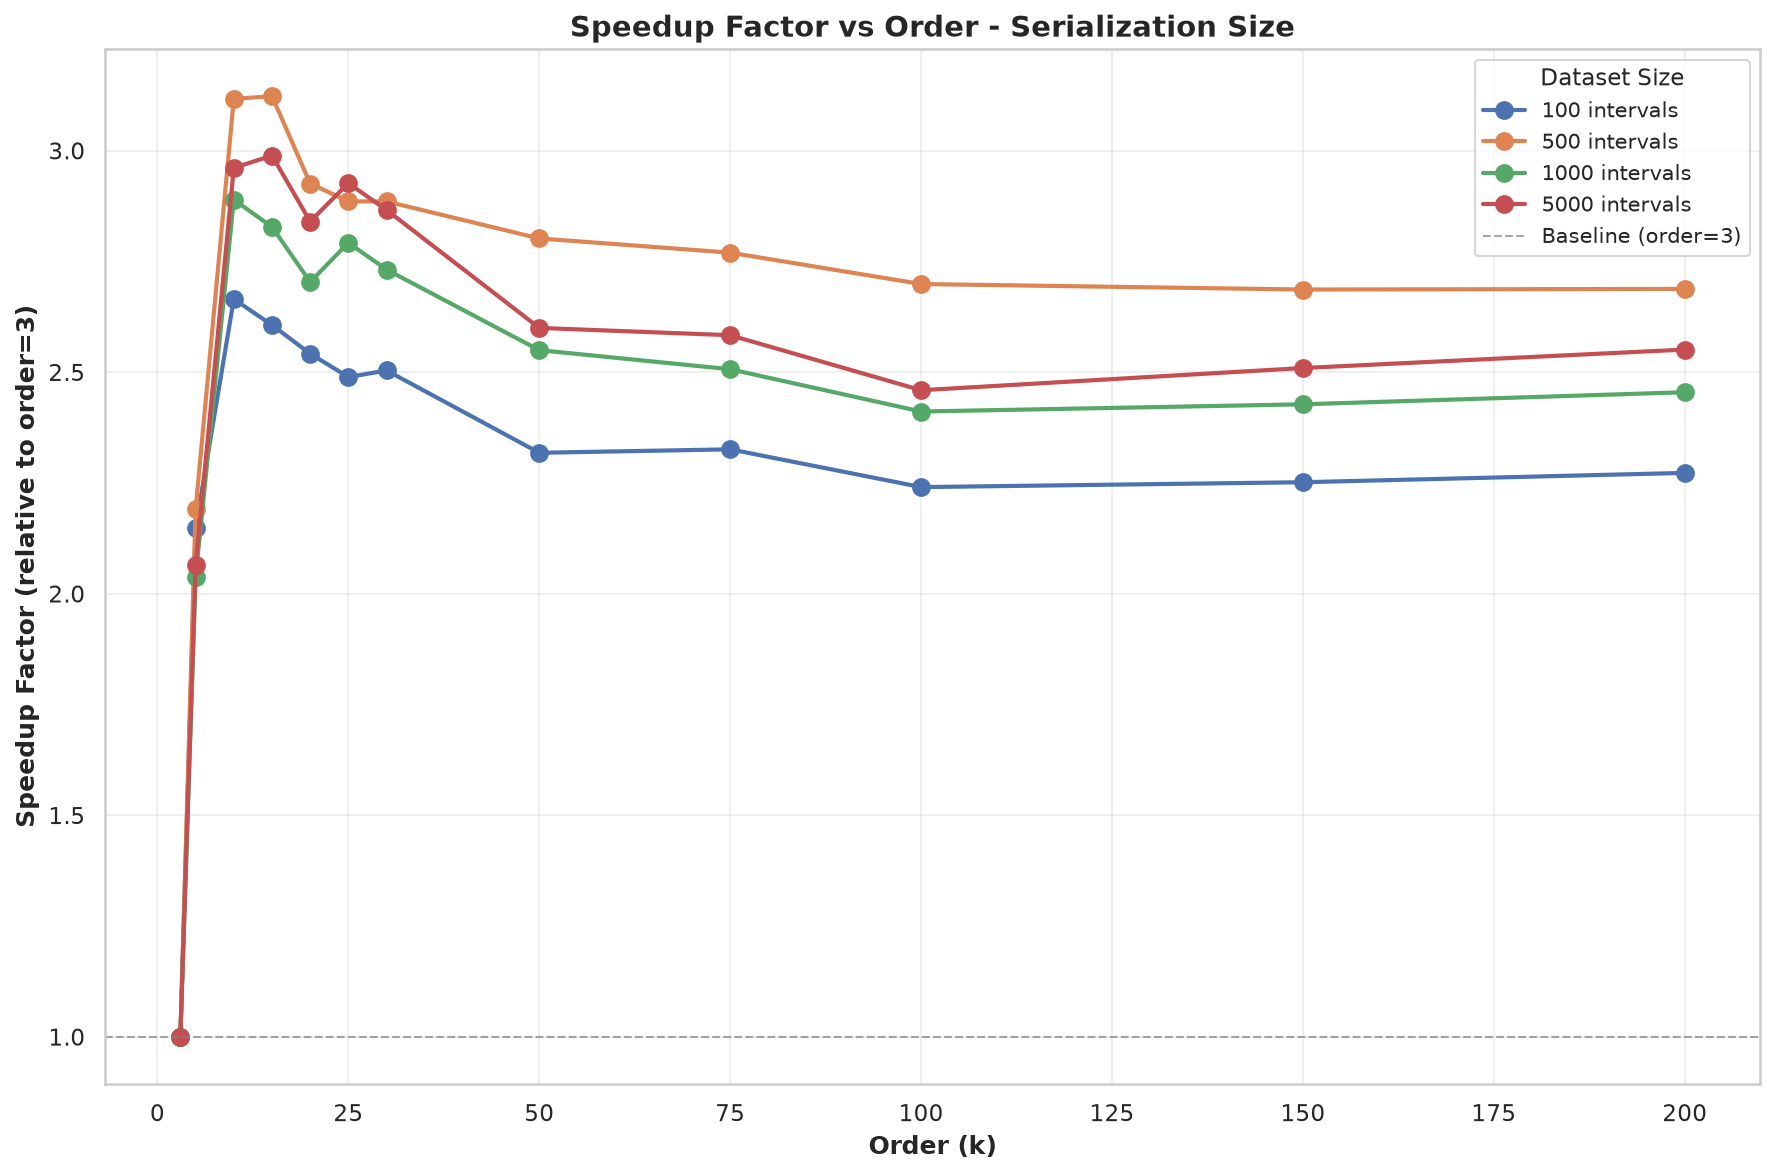 Speedup Factor vs Order - Serialization Size
Speedup Factor (relative to order=3)
3.0
2.5
2.0
1.5
1.0
Dataset Size
100 intervals
500 intervals
1000 intervals
5000 intervals
Baseline (order=3)
0 25 50 75 100 125 150 175 200
Order (k)